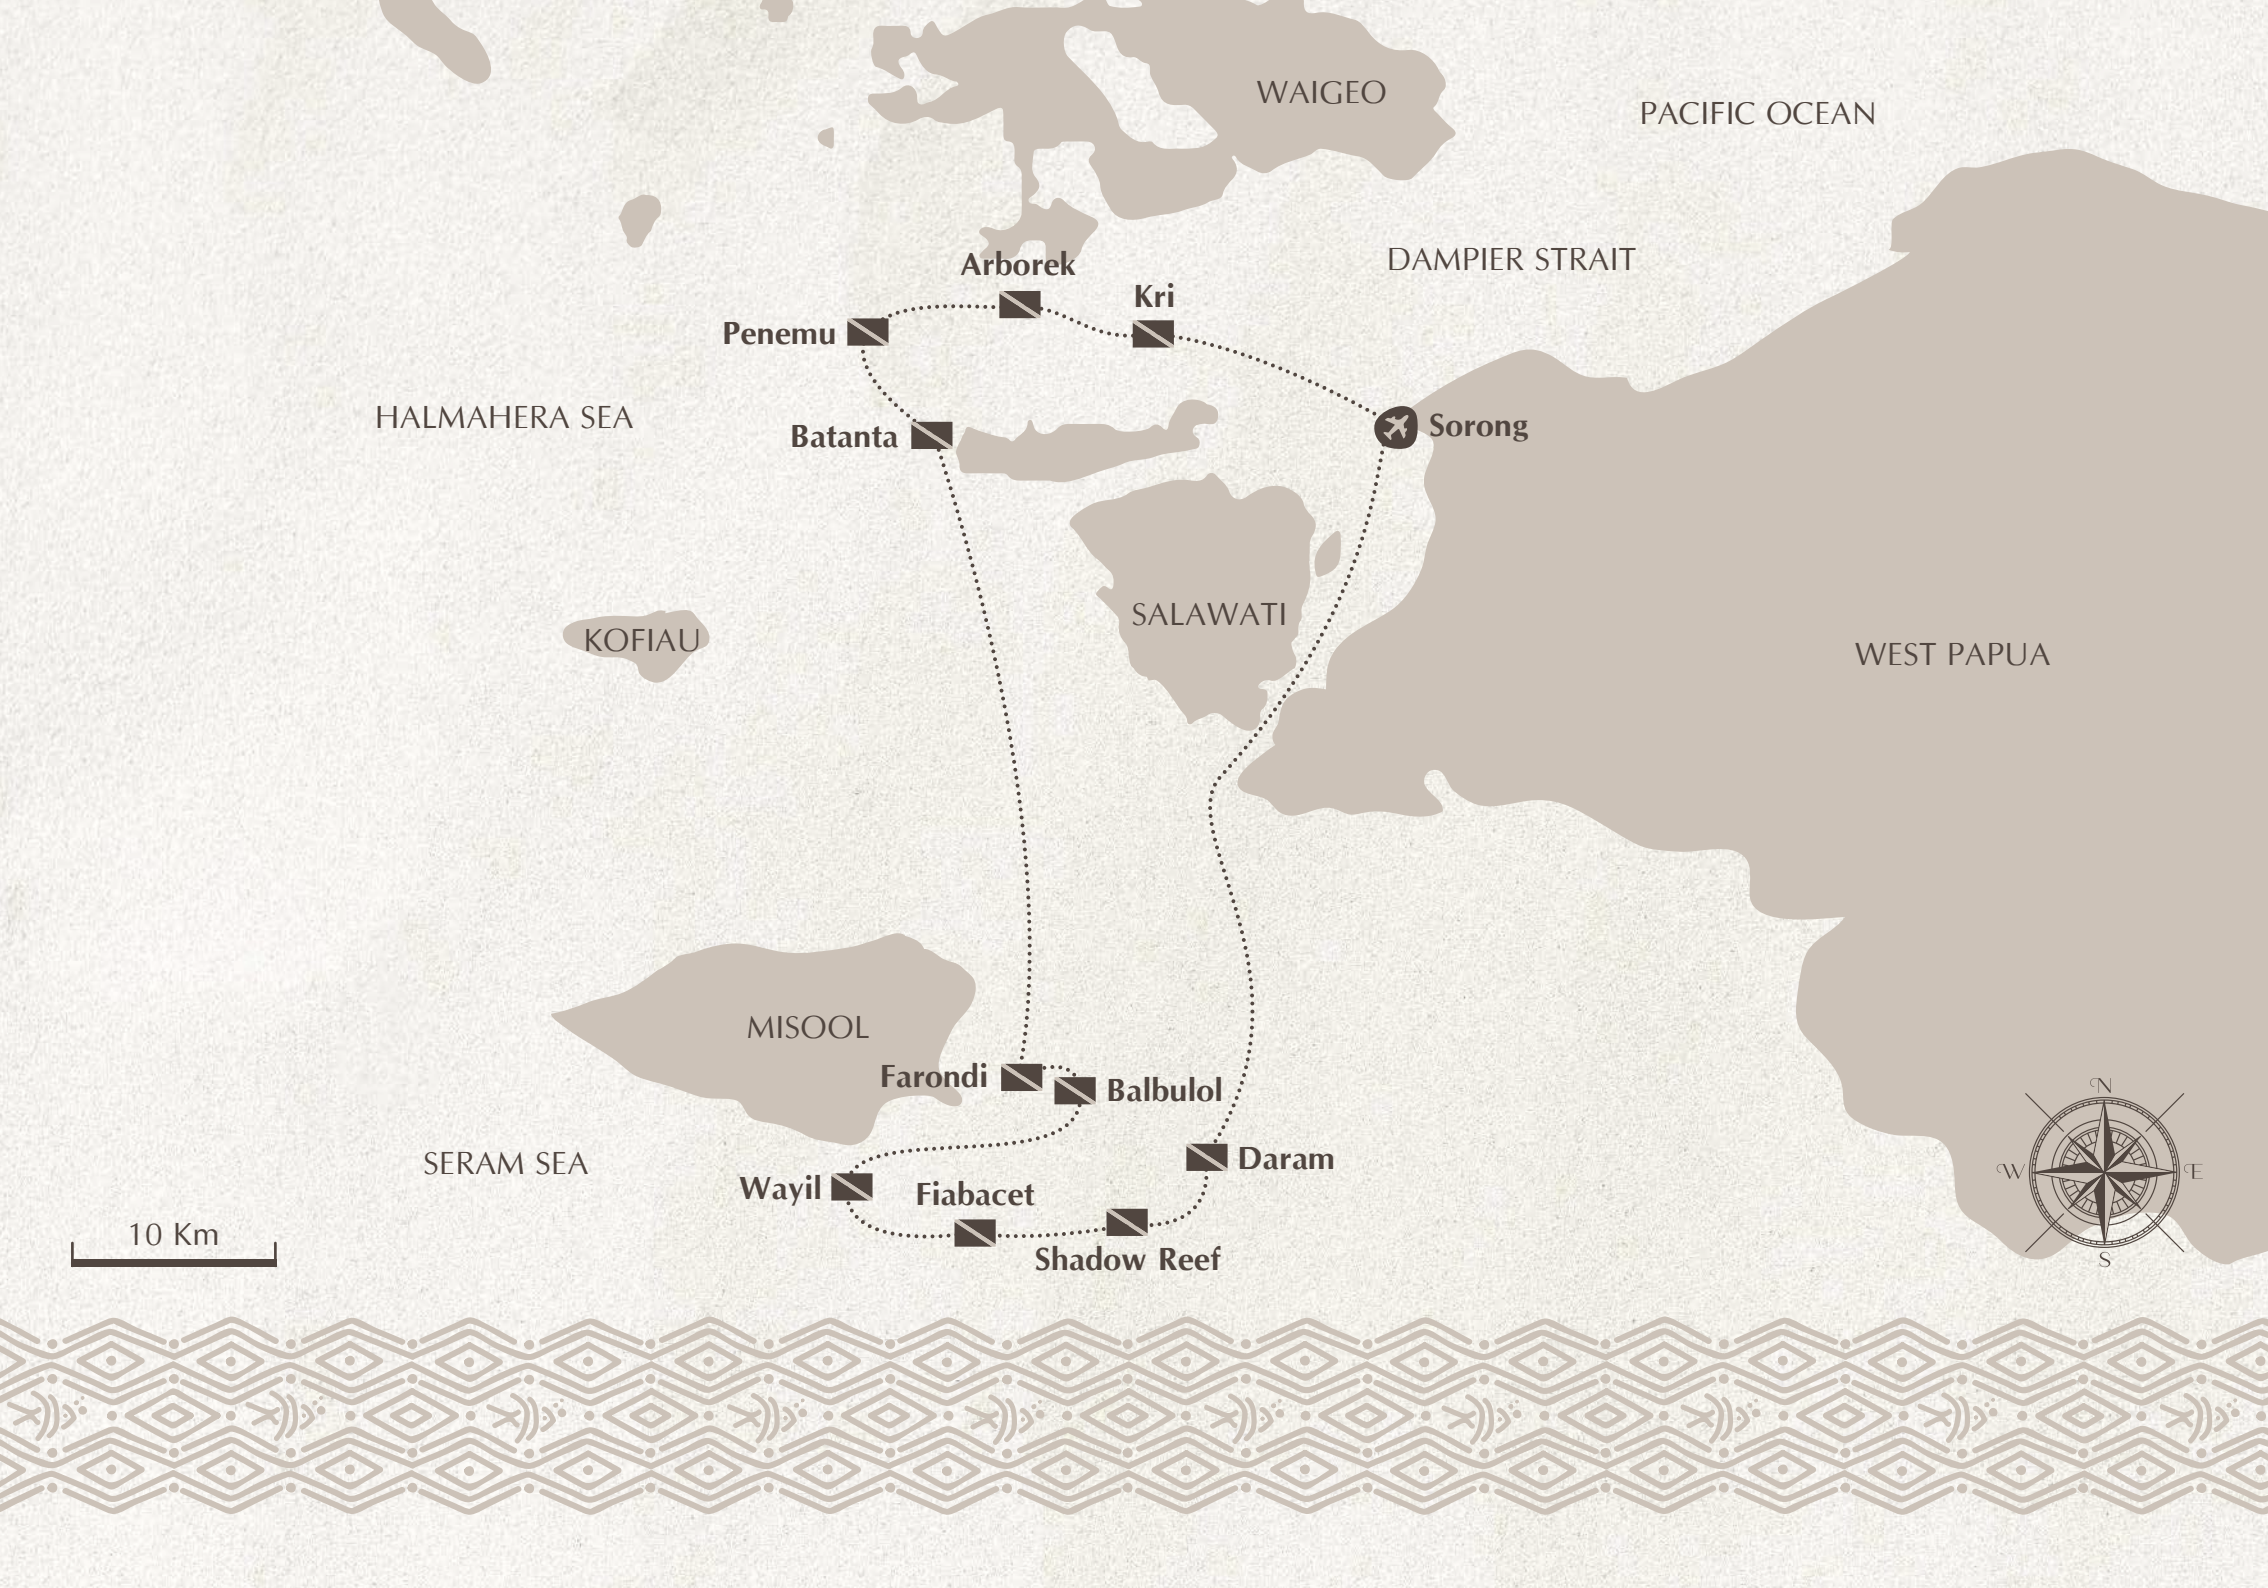 WAIGEO
PACIFIC OCEAN
DAMPIER STRAIT
Arborek
Kri
Penemu
HALMAHERA SEA
Sorong
Batanta
SALAWATI
KOFIAU
WEST PAPUA
MISOOL
Farondi
Balbulol
N
SERAM SEA
Daram
W
E
Wayil
Fiabacet
10 Km
Shadow Reef
S